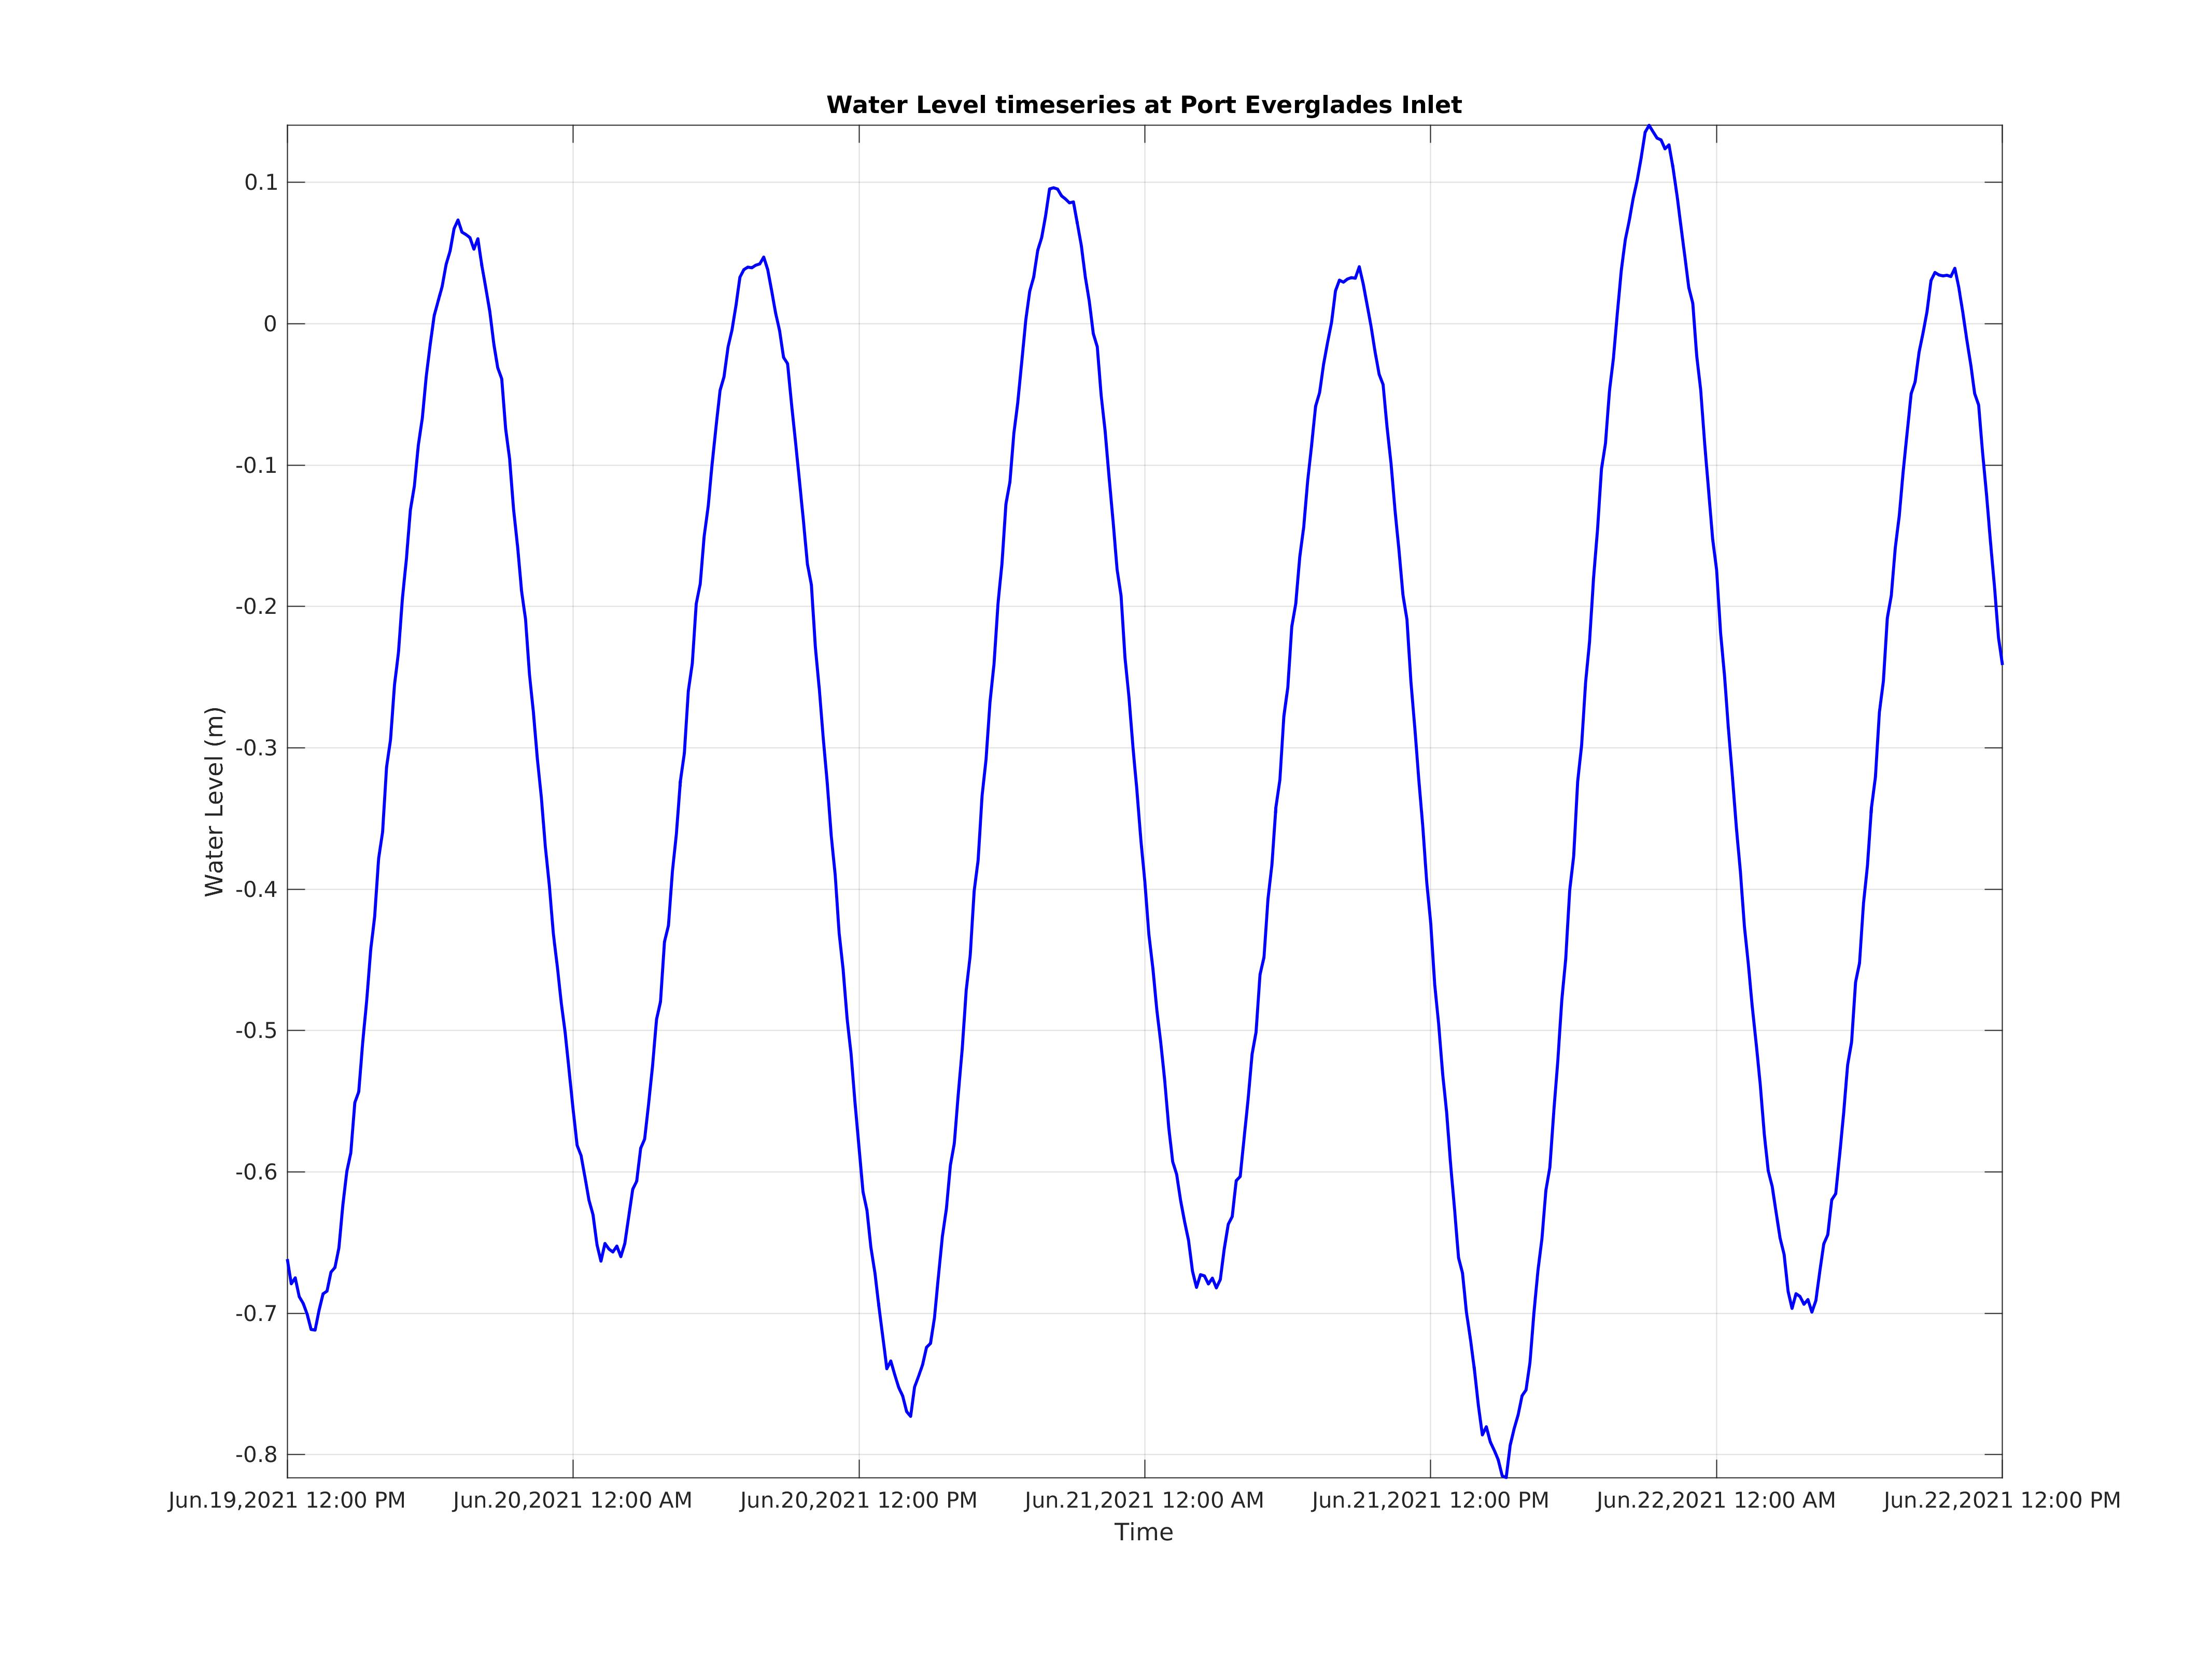 Water Level timeseries at Port Everglades Inlet
Water Level (m)
0.1
0
-0.1
-0.2
-0.3
-0.4
-0.5
-0.6
-0.7
-0.8
Jun.19,2021 12:00 PM Jun.20,2021 12:00 AM Jun.20,2021 12:00 PM Jun.21,2021 12:00 AM Jun.21,2021 12:00 PM Jun.22,2021 12:00 AM Jun.22,2021 12:00 PM
Time